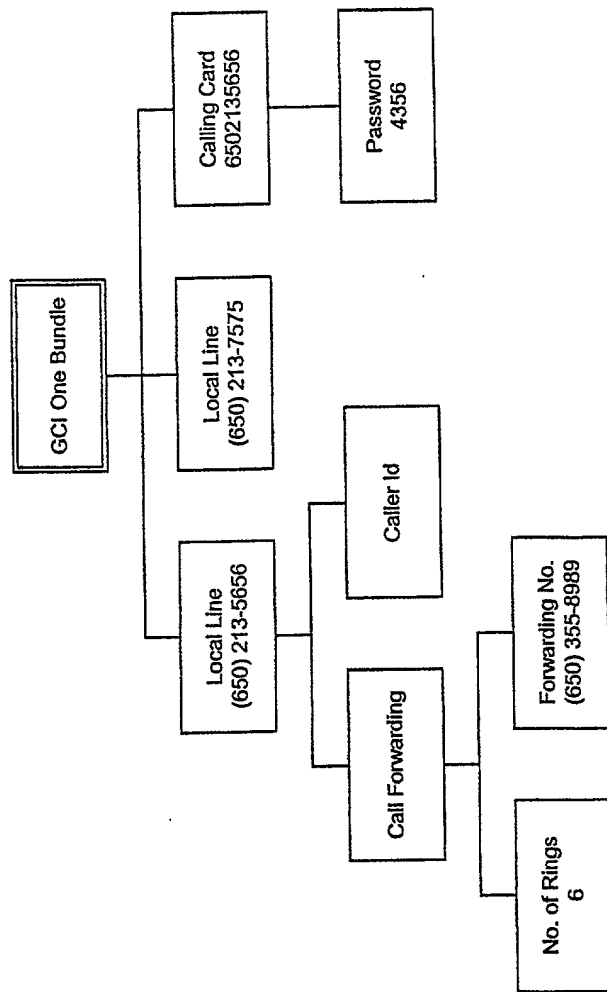 GCI One Bundle
Local Line
(650) 213-5656
Local Line
(650) 213-7575
Calling Card
6502135656
Call Forwarding
Caller Id
Password
4356
No. of Rings
6
Forwarding No.
(650) 355-8989